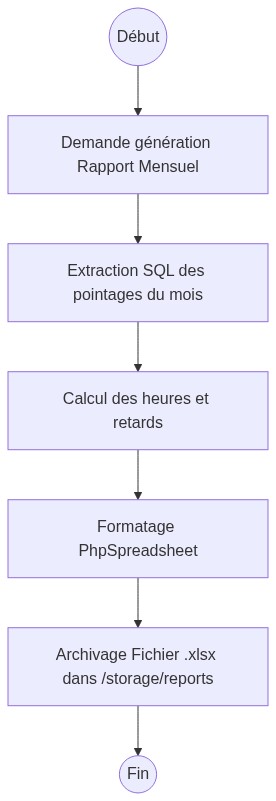 Début
Demande génération
Rapport Mensuel
Extraction SQL des
pointages du mois
Calcul des heures et
retards
Formatage
PhpSpreadsheet
Archivage Fichier .xlsx
dans /storage/reports
Fin